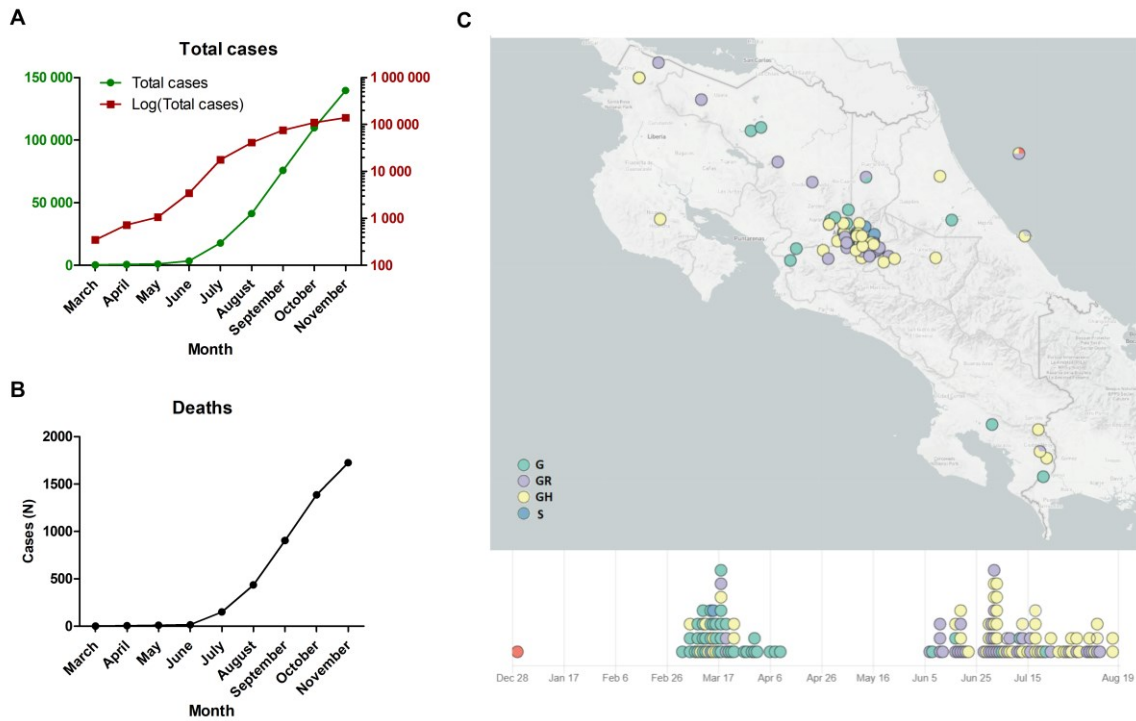 A
Total cases
150 000
100 000
50 000
0
Total cases
Log(Total cases)
1 000 000
100 000
10 000
1 000
100
March
April
May
June
July
August
September
October
November
Month
B
Deaths
Cases (N)
2000
1500
1000
500
0
March
April
May
June
July
August
September
October
November
Month
C
Liberia
Puntarenas
G
GR
GH
S
Dec 28
Jan 17
Feb 6
Feb 26
Mar 17
Apr 6
Apr 26
May 16
Jun 5
Jun 25
Jul 15
Aug 19